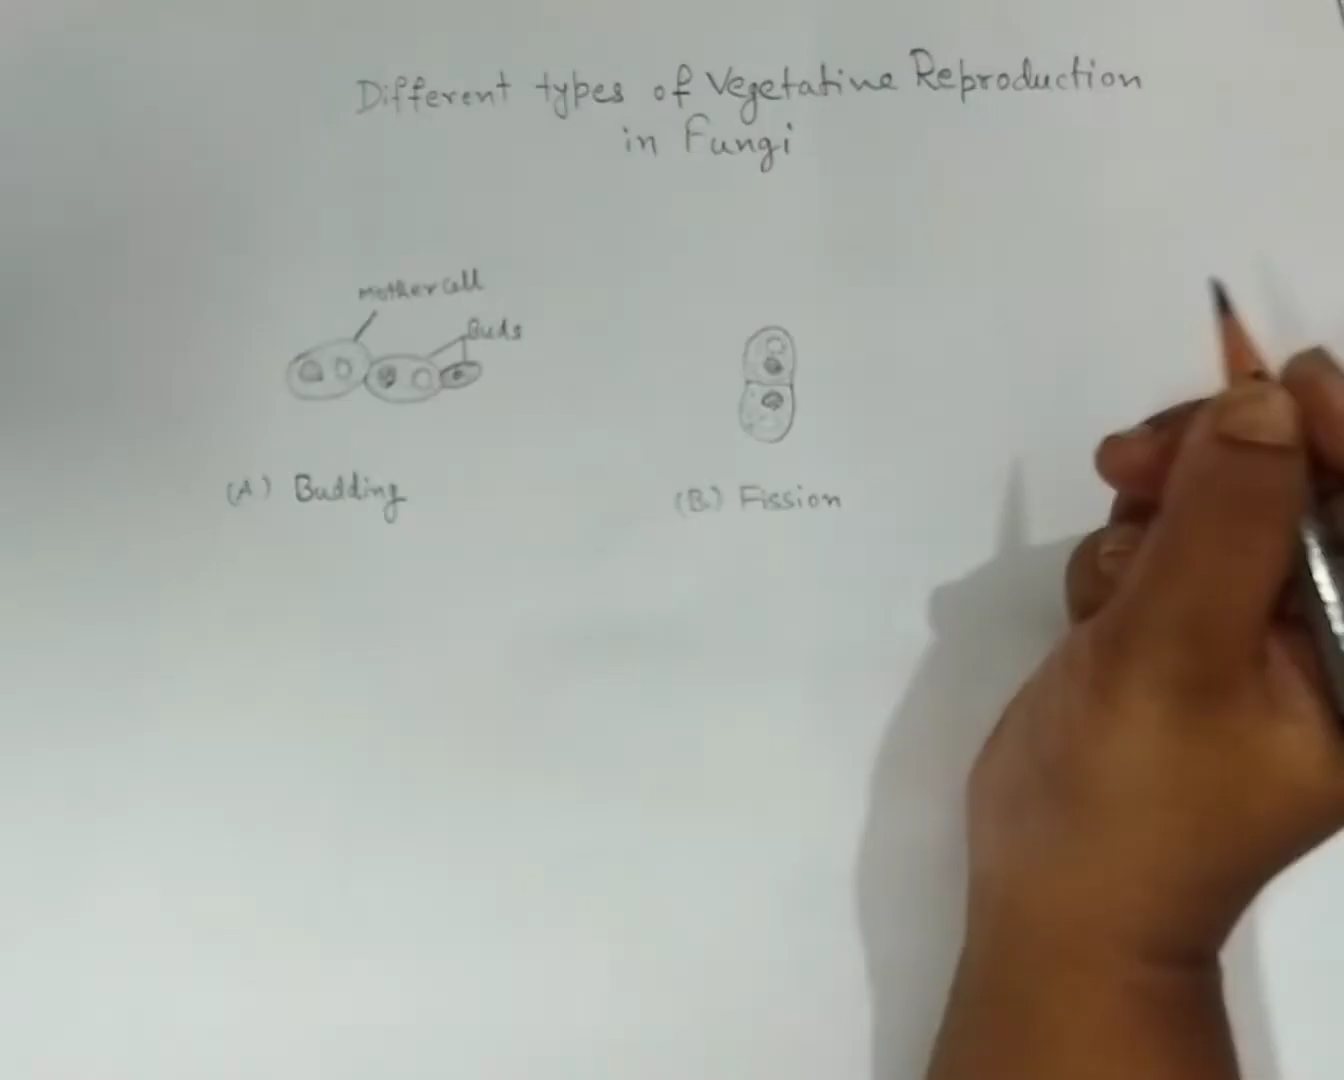 Different types of Vegetative Reproduction
in Fungi
Mother cell
Buds
(A) Budding
(B) Fission